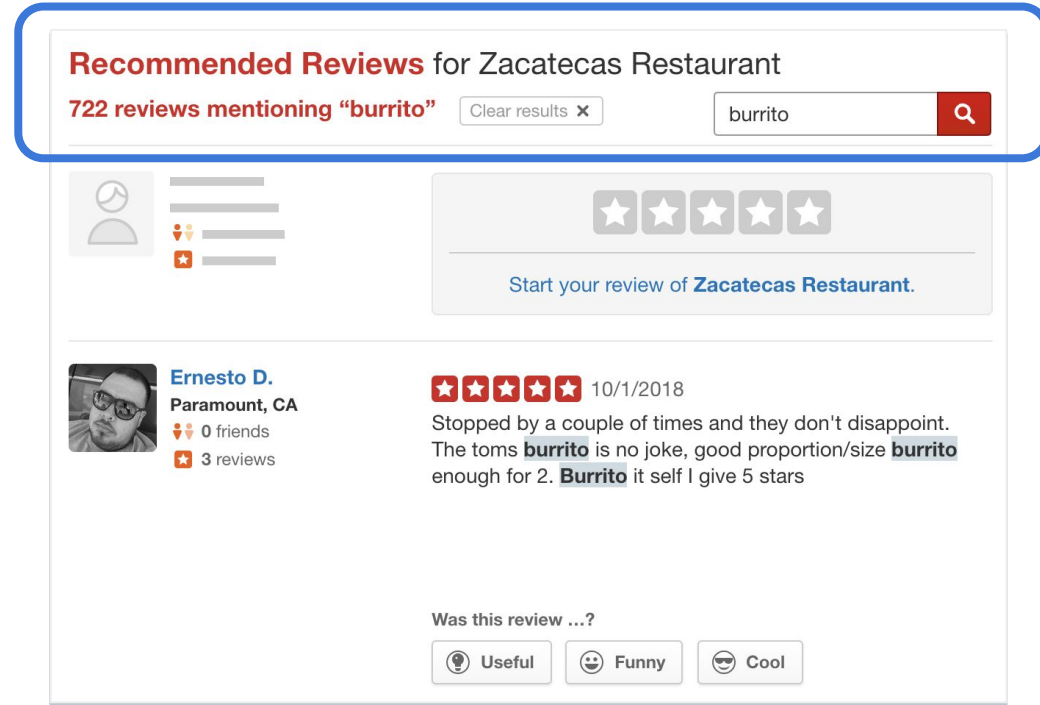 Recommended Reviews for Zacatecas Restaurant
722 reviews mentioning “burrito”
Clear results ✕
burrito
Start your review of Zacatecas Restaurant.
Ernesto D.
Paramount, CA
0 friends
3 reviews
10/1/2018
Stopped by a couple of times and they don't disappoint.
The toms burrito is no joke, good proportion/size burrito
enough for 2. Burrito it self I give 5 stars
Was this review …?
Useful
Funny
Cool